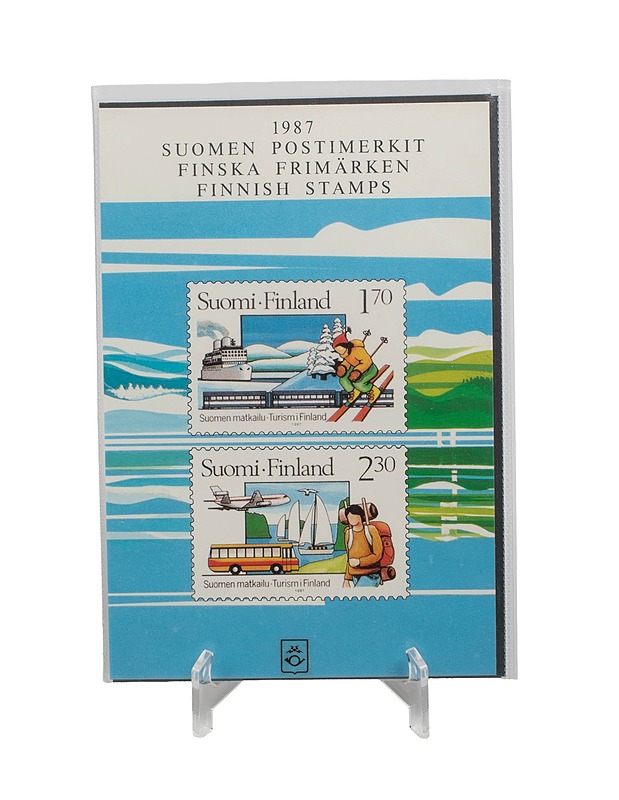 1987
SUOMEN POSTIMERKIT
FINSKA FRIMÄRKEN
FINNISH STAMPS
Suomi·Finland 1 70
Suomen matkailu·Turism i Finland
1987
Suomi·Finland 2 30
Suomen matkailu·Turism i Finland
1987